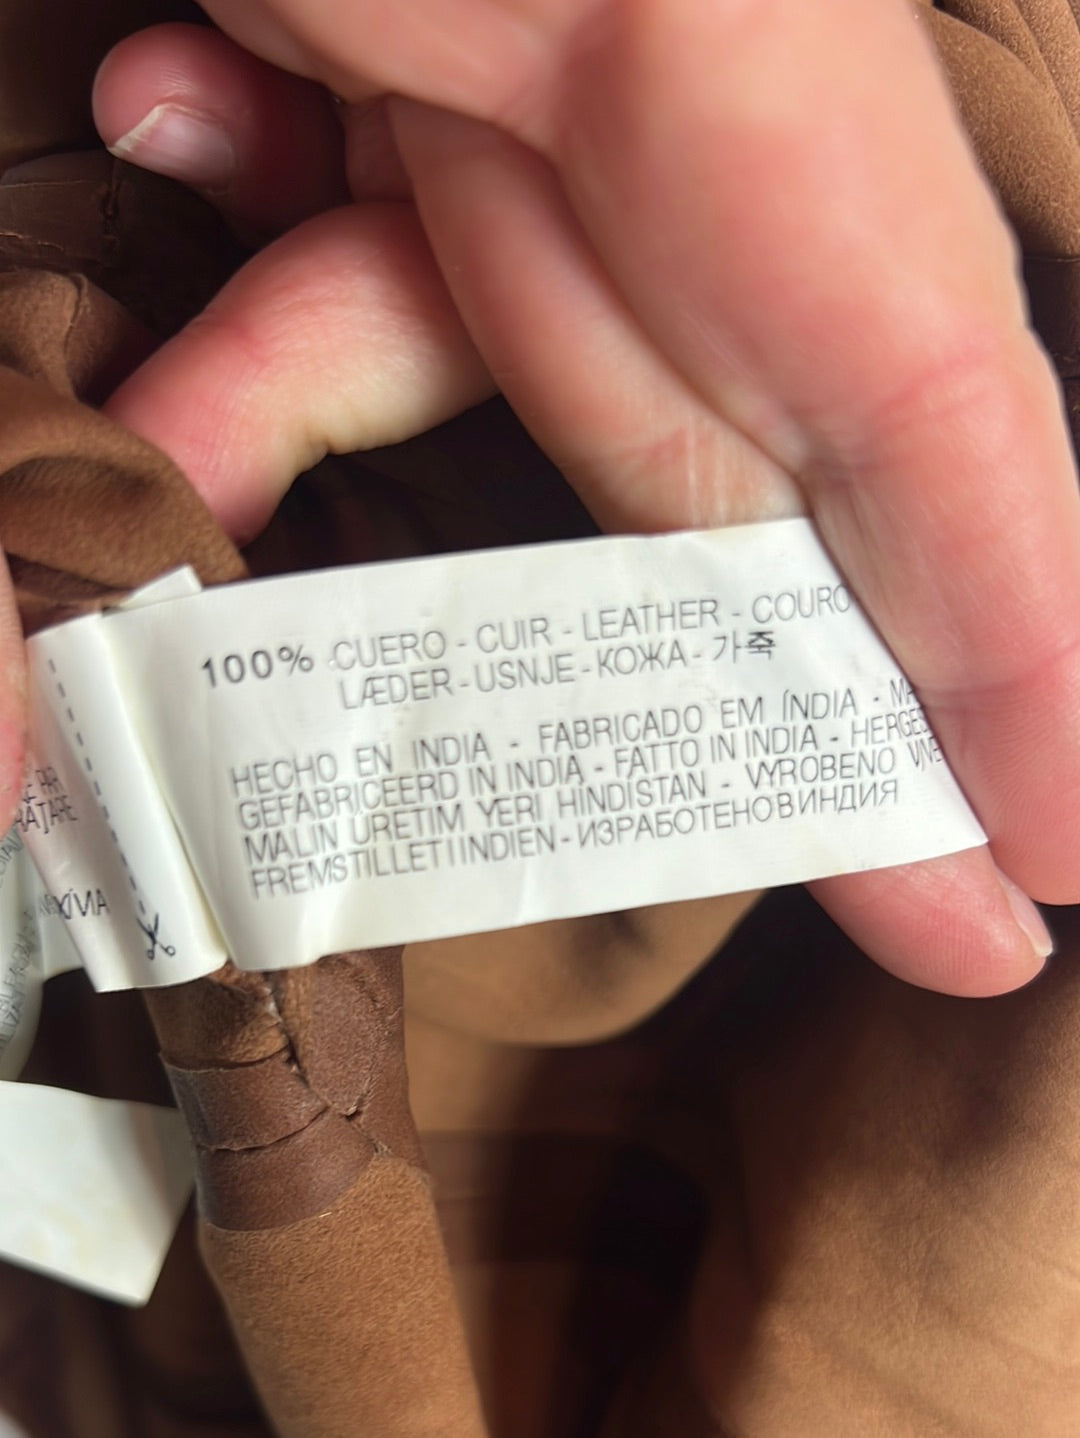 100% CUERO - CUIR - LEATHER - COURO
LÆDER - USNJE - КОЖА - 가죽
HECHO EN INDIA - FABRICADO EM ÍNDIA -
GEFABRICEERD IN INDIA - FATTO IN INDIA -
MALIN ÜRETIM YERI HINDISTAN - VYROBENO
FREMSTILLET I INDIEN - ИЗРАБОТЕНО В ИНДИЯ